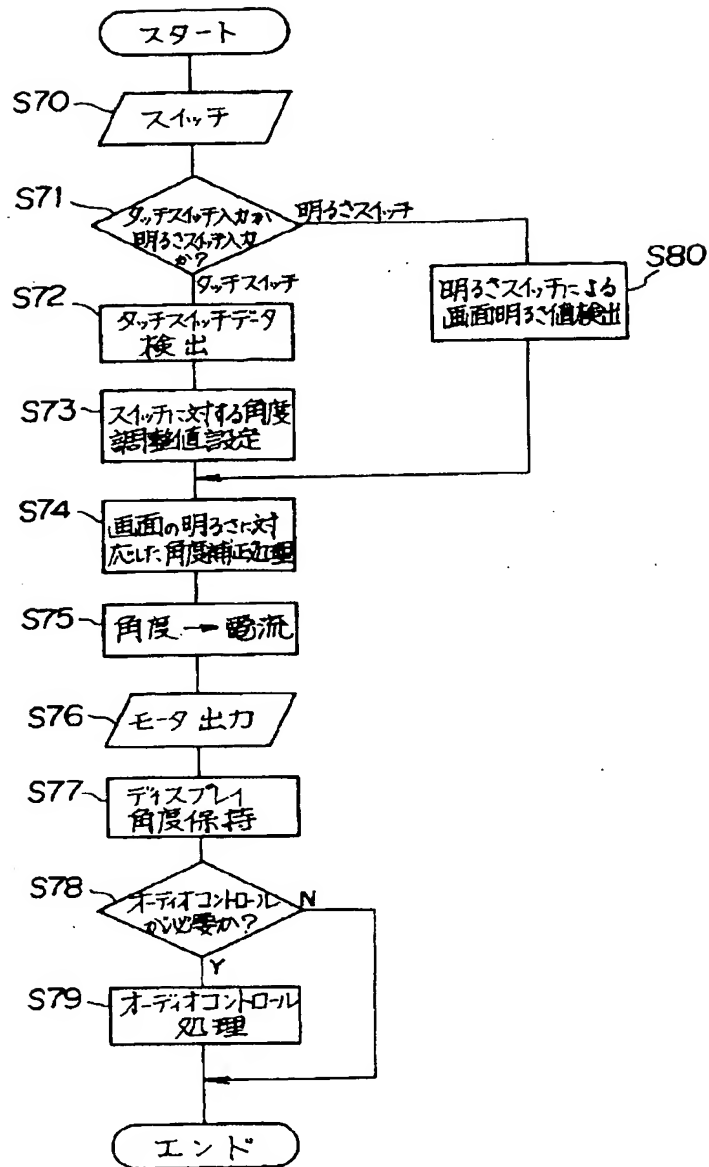 スタート
S70
スイッチ
S71
タッチスイッチ入力か
明るさスイッチ入力
か?
明るさスイッチ
タッチスイッチ
S80
明るさスイッチによる
画面明るさ値検出
S72
タッチスイッチデータ
検出
S73
スイッチに対する角度
調整値設定
S74
画面の明るさに対
応した角度補正処理
S75
角度→電流
S76
モータ出力
S77
ディスプレイ
角度保持
S78
オーディオコントロール
が必要か?
N
Y
S79
オーディオコントロール
処理
エンド